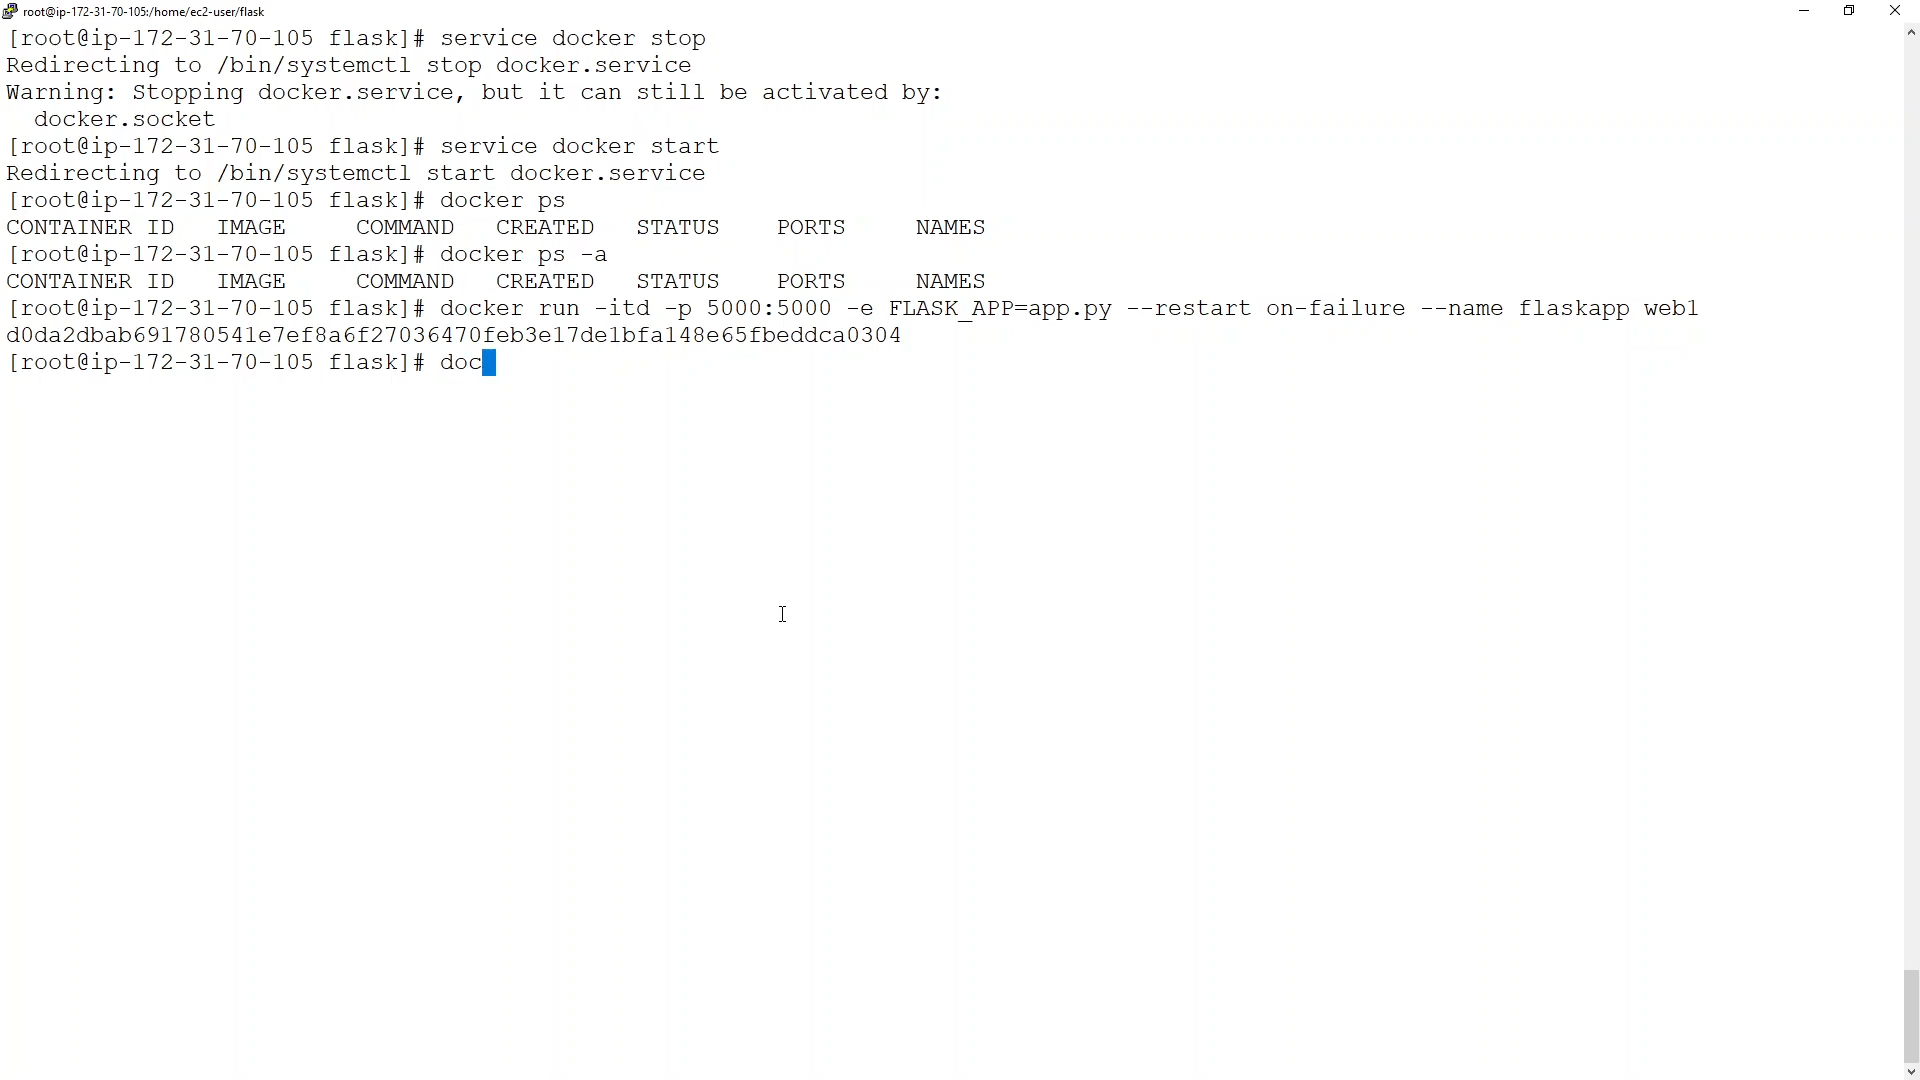 root@ip-172-31-70-105:/home/ec2-user/flask
[root@ip-172-31-70-105 flask]# service docker stop
Redirecting to /bin/systemctl stop docker.service
Warning: Stopping docker.service, but it can still be activated by:
  docker.socket
[root@ip-172-31-70-105 flask]# service docker start
Redirecting to /bin/systemctl start docker.service
[root@ip-172-31-70-105 flask]# docker ps
CONTAINER ID   IMAGE     COMMAND   CREATED   STATUS    PORTS     NAMES
[root@ip-172-31-70-105 flask]# docker ps -a
CONTAINER ID   IMAGE     COMMAND   CREATED   STATUS    PORTS     NAMES
[root@ip-172-31-70-105 flask]# docker run -itd -p 5000:5000 -e FLASK_APP=app.py --restart on-failure --name flaskapp web1
d0da2dbab691780541e7ef8a6f27036470feb3e17de1bfa148e65fbeddca0304
[root@ip-172-31-70-105 flask]# doc